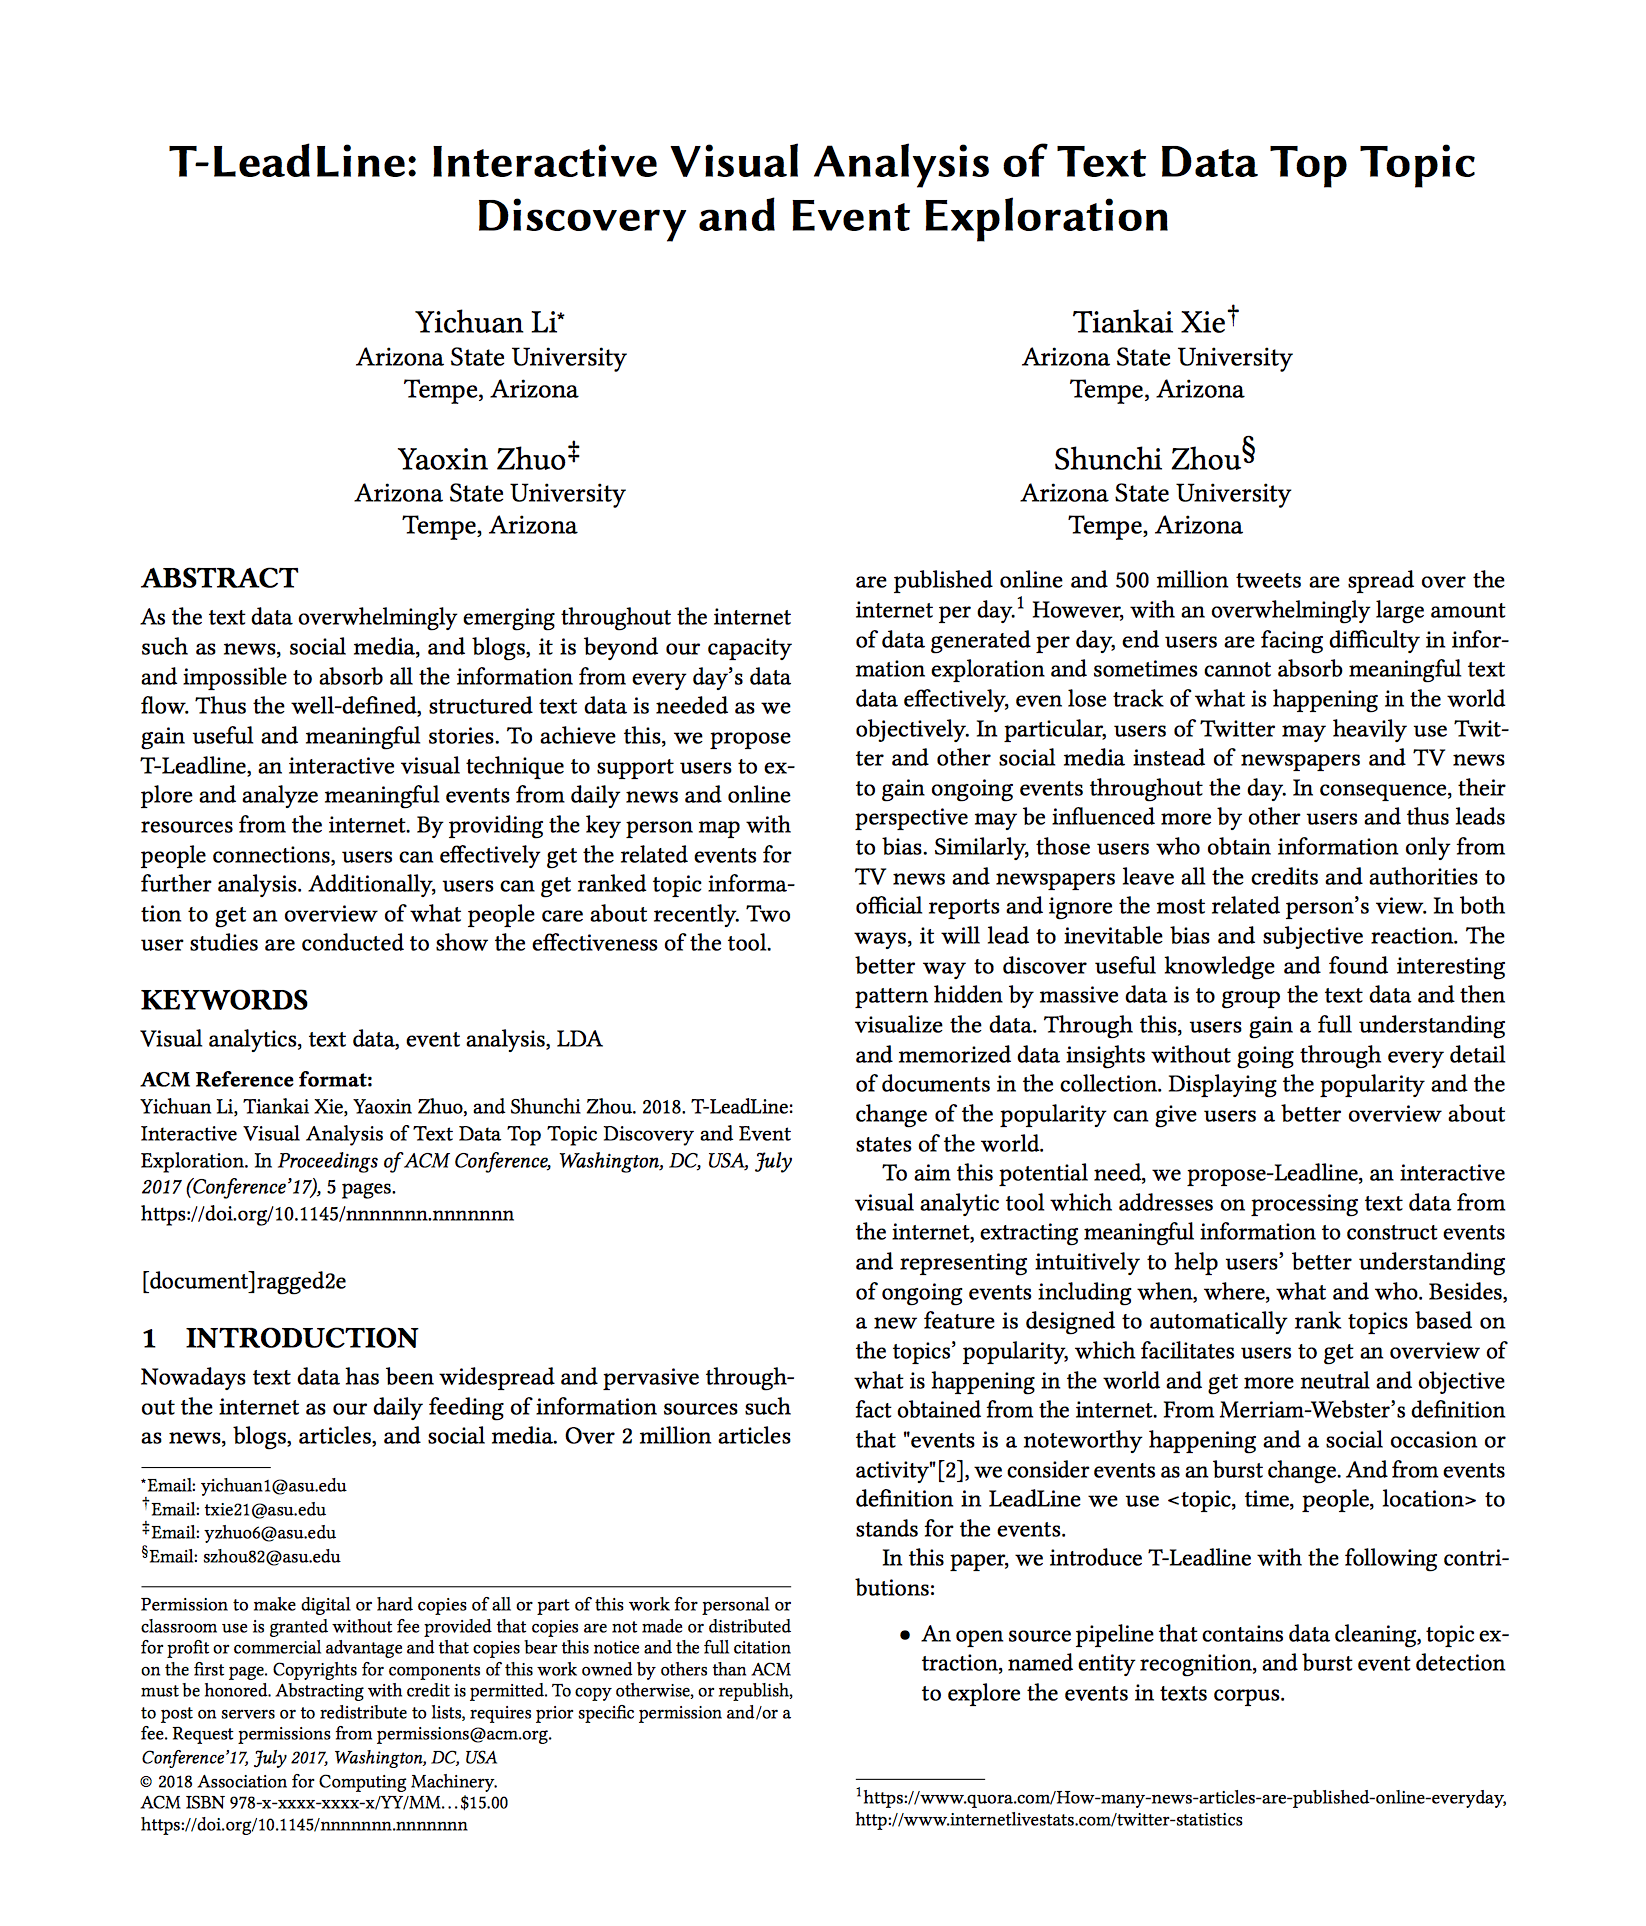 T-LeadLine: Interactive Visual Analysis of Text Data Top Topic
Discovery and Event Exploration
Yichuan Li*
Arizona State University
Tempe, Arizona
Tiankai Xie†
Arizona State University
Tempe, Arizona
Yaoxin Zhuo‡
Arizona State University
Tempe, Arizona
Shunchi Zhou§
Arizona State University
Tempe, Arizona
ABSTRACT
As the text data overwhelmingly emerging throughout the internet
such as news, social media, and blogs, it is beyond our capacity
and impossible to absorb all the information from every day's data
flow. Thus the well-defined, structured text data is needed as we
gain useful and meaningful stories. To achieve this, we propose
T-Leadline, an interactive visual technique to support users to ex-
plore and analyze meaningful events from daily news and online
resources from the internet. By providing the key person map with
people connections, users can effectively get the related events for
further analysis. Additionally, users can get ranked topic informa-
tion to get an overview of what people care about recently. Two
user studies are conducted to show the effectiveness of the tool.
KEYWORDS
Visual analytics, text data, event analysis, LDA
ACM Reference format:
Yichuan Li, Tiankai Xie, Yaoxin Zhuo, and Shunchi Zhou. 2018. T-LeadLine:
Interactive Visual Analysis of Text Data Top Topic Discovery and Event
Exploration. In Proceedings of ACM Conference, Washington, DC, USA, July
2017 (Conference'17), 5 pages.
https://doi.org/10.1145/nnnnnnn.nnnnnnn
[document]ragged2e
1 INTRODUCTION
Nowadays text data has been widespread and pervasive through-
out the internet as our daily feeding of information sources such
as news, blogs, articles, and social media. Over 2 million articles
*Email: yichuan1@asu.edu
†Email: txie21@asu.edu
‡Email: yzhuo6@asu.edu
§Email: szhou82@asu.edu
Permission to make digital or hard copies of all or part of this work for personal or
classroom use is granted without fee provided that copies are not made or distributed
for profit or commercial advantage and that copies bear this notice and the full citation
on the first page. Copyrights for components of this work owned by others than ACM
must be honored. Abstracting with credit is permitted. To copy otherwise, or republish,
to post on servers or to redistribute to lists, requires prior specific permission and/or a
fee. Request permissions from permissions@acm.org.
Conference'17, July 2017, Washington, DC, USA
© 2018 Association for Computing Machinery.
ACM ISBN 978-x-xxxx-xxxx-x/YY/MM...$15.00
https://doi.org/10.1145/nnnnnnn.nnnnnnn
are published online and 500 million tweets are spread over the
internet per day.1 However, with an overwhelmingly large amount
of data generated per day, end users are facing difficulty in infor-
mation exploration and sometimes cannot absorb meaningful text
data effectively, even lose track of what is happening in the world
objectively. In particular, users of Twitter may heavily use Twit-
ter and other social media instead of newspapers and TV news
to gain ongoing events throughout the day. In consequence, their
perspective may be influenced more by other users and thus leads
to bias. Similarly, those users who obtain information only from
TV news and newspapers leave all the credits and authorities to
official reports and ignore the most related person's view. In both
ways, it will lead to inevitable bias and subjective reaction. The
better way to discover useful knowledge and found interesting
pattern hidden by massive data is to group the text data and then
visualize the data. Through this, users gain a full understanding
and memorized data insights without going through every detail
of documents in the collection. Displaying the popularity and the
change of the popularity can give users a better overview about
states of the world.
To aim this potential need, we propose-Leadline, an interactive
visual analytic tool which addresses on processing text data from
the internet, extracting meaningful information to construct events
and representing intuitively to help users' better understanding
of ongoing events including when, where, what and who. Besides,
a new feature is designed to automatically rank topics based on
the topics' popularity, which facilitates users to get an overview of
what is happening in the world and get more neutral and objective
fact obtained from the internet. From Merriam-Webster's definition
that "events is a noteworthy happening and a social occasion or
activity"[2], we consider events as an burst change. And from events
definition in LeadLine we use <topic, time, people, location> to
stands for the events.
In this paper, we introduce T-Leadline with the following contri-
butions:
• An open source pipeline that contains data cleaning, topic ex-
traction, named entity recognition, and burst event detection
to explore the events in texts corpus.
1https://www.quora.com/How-many-news-articles-are-published-online-everyday,
http://www.internetlivestats.com/twitter-statistics